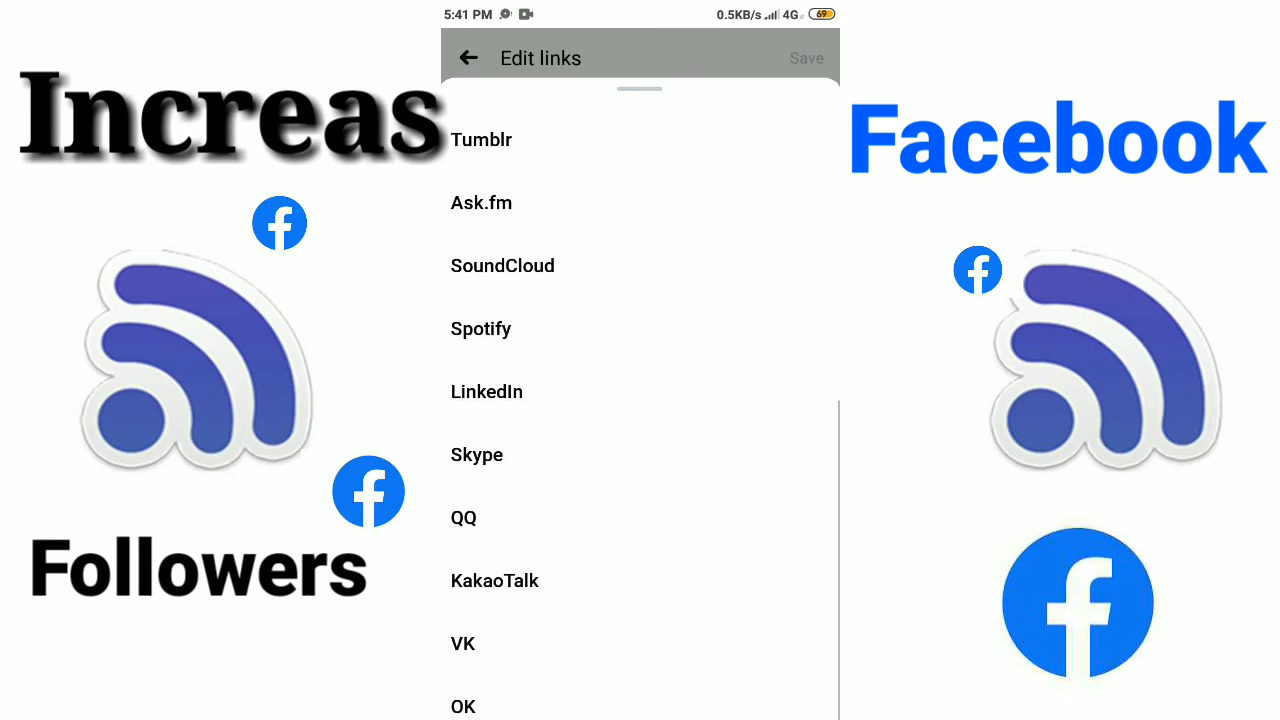 5:41 PM 0.5KB/s 4G 69
Edit links Save
Increas
Facebook
Followers
Tumblr
Ask.fm
SoundCloud
Spotify
LinkedIn
Skype
QQ
KakaoTalk
VK
OK